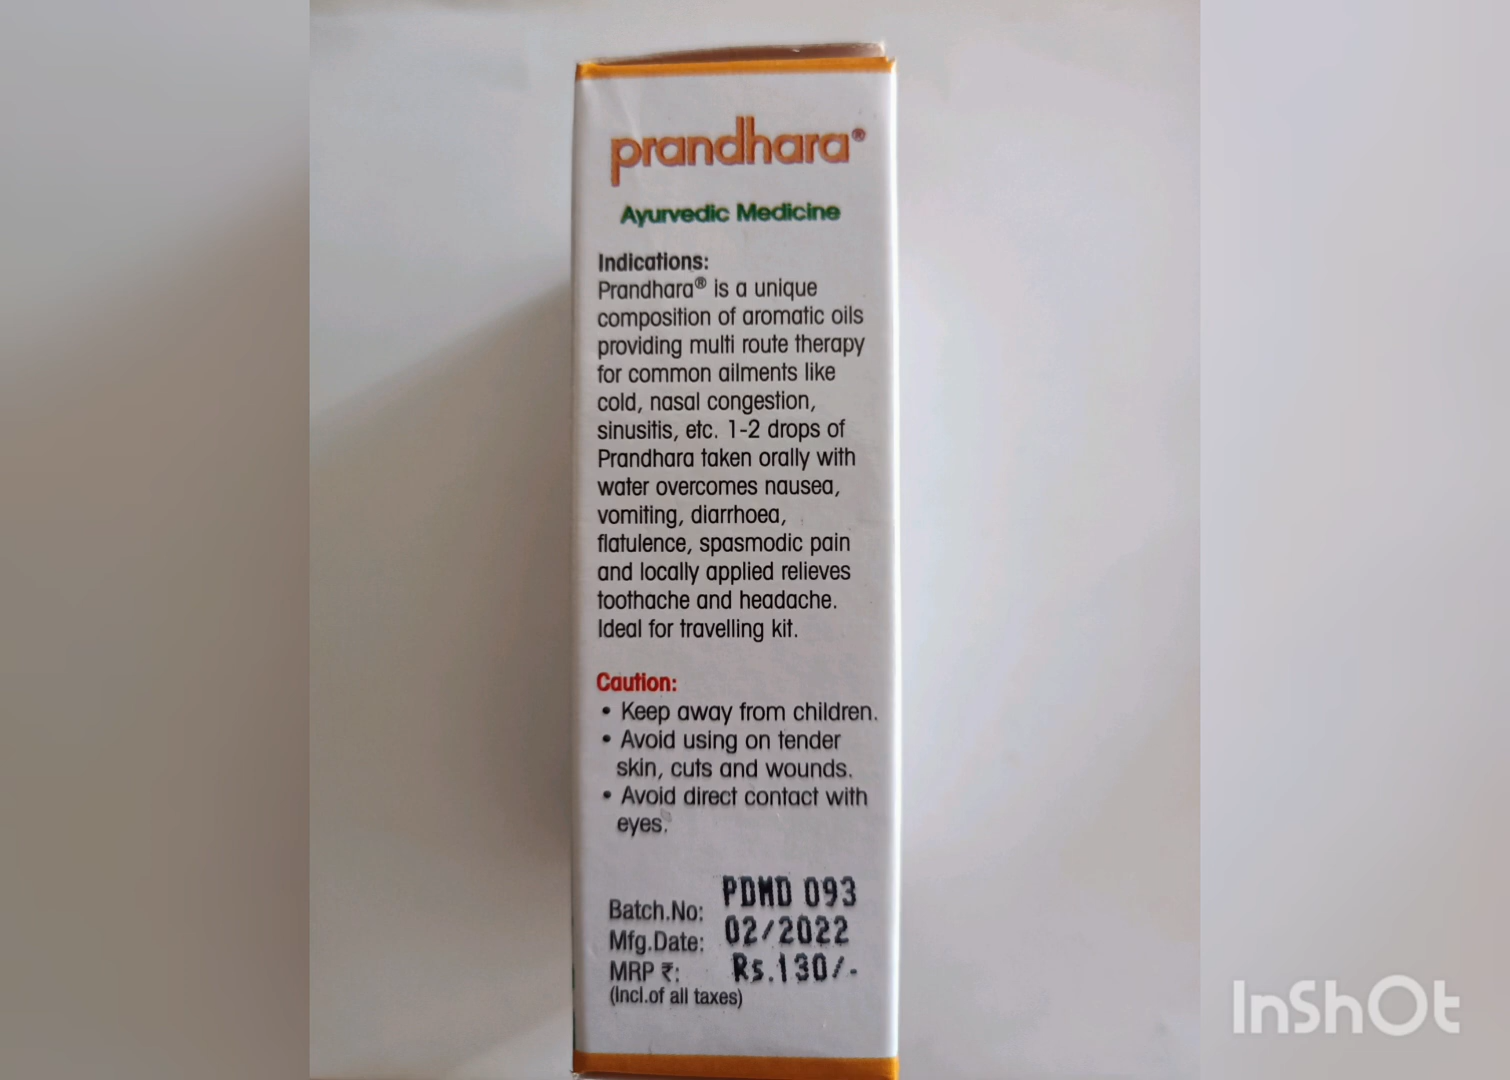 prandhara®
Ayurvedic Medicine
Indications:
Prandhara® is a unique
composition of aromatic oils
providing multi route therapy
for common ailments like
cold, nasal congestion,
sinusitis, etc. 1-2 drops of
Prandhara taken orally with
water overcomes nausea,
vomiting, diarrhoea,
flatulence, spasmodic pain
and locally applied relieves
toothache and headache.
Ideal for travelling kit.
Caution:
• Keep away from children.
• Avoid using on tender
skin, cuts and wounds.
• Avoid direct contact with
eyes.
Batch.No: PDMD 093
Mfg.Date: 02/2022
MRP ₹: Rs.130/-
(Incl.of all taxes)
InShOt